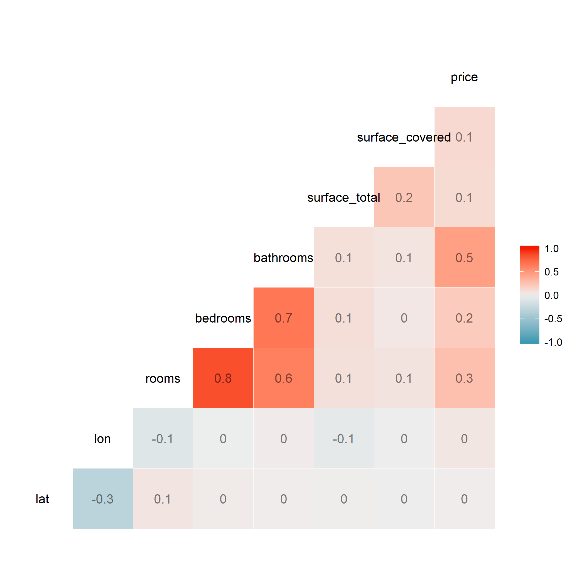 price
surface_covered 0.1
surface_total 0.2 0.1
bathrooms 0.1 0.1 0.5
bedrooms 0.7 0.1 0 0.2
rooms 0.8 0.6 0.1 0.1 0.3
lon -0.1 0 0 -0.1 0 0
lat -0.3 0.1 0 0 0 0 0
1.0
0.5
0.0
-0.5
-1.0